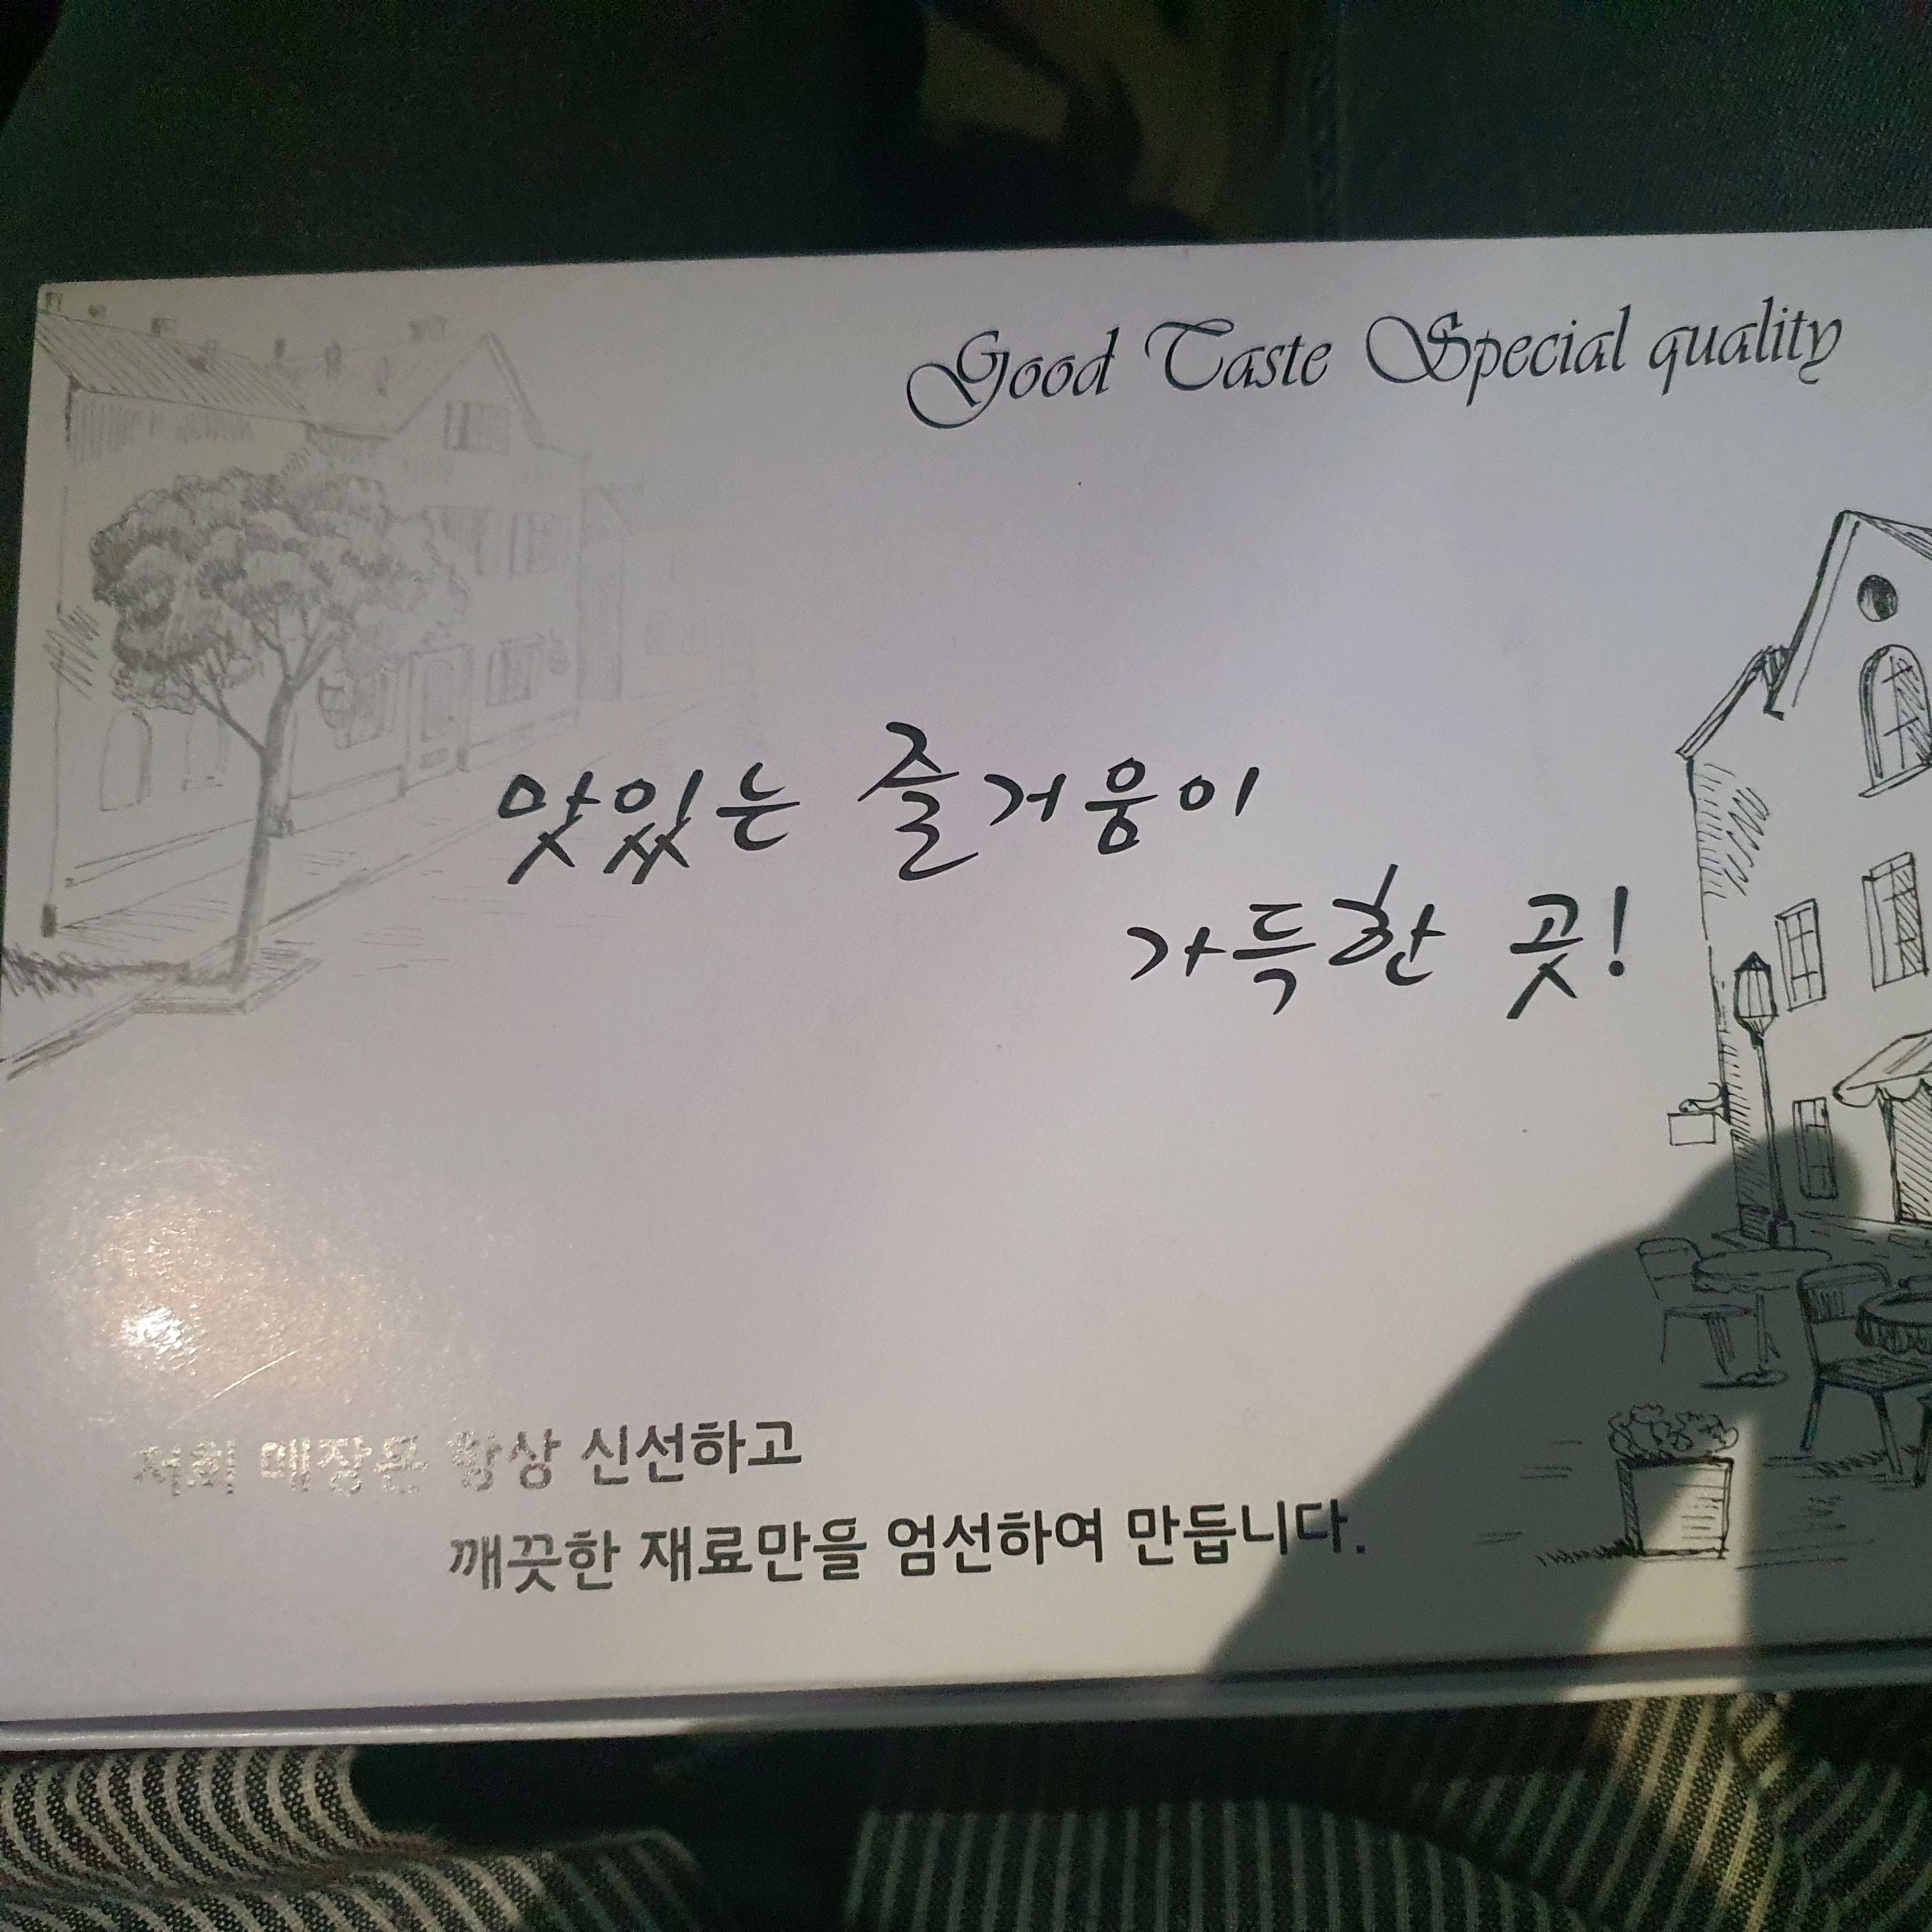 Good Taste Special quality
맛있는 즐거움이
가득한 곳!
저희 매장은 항상 신선하고
깨끗한 재료만을 엄선하여 만듭니다.